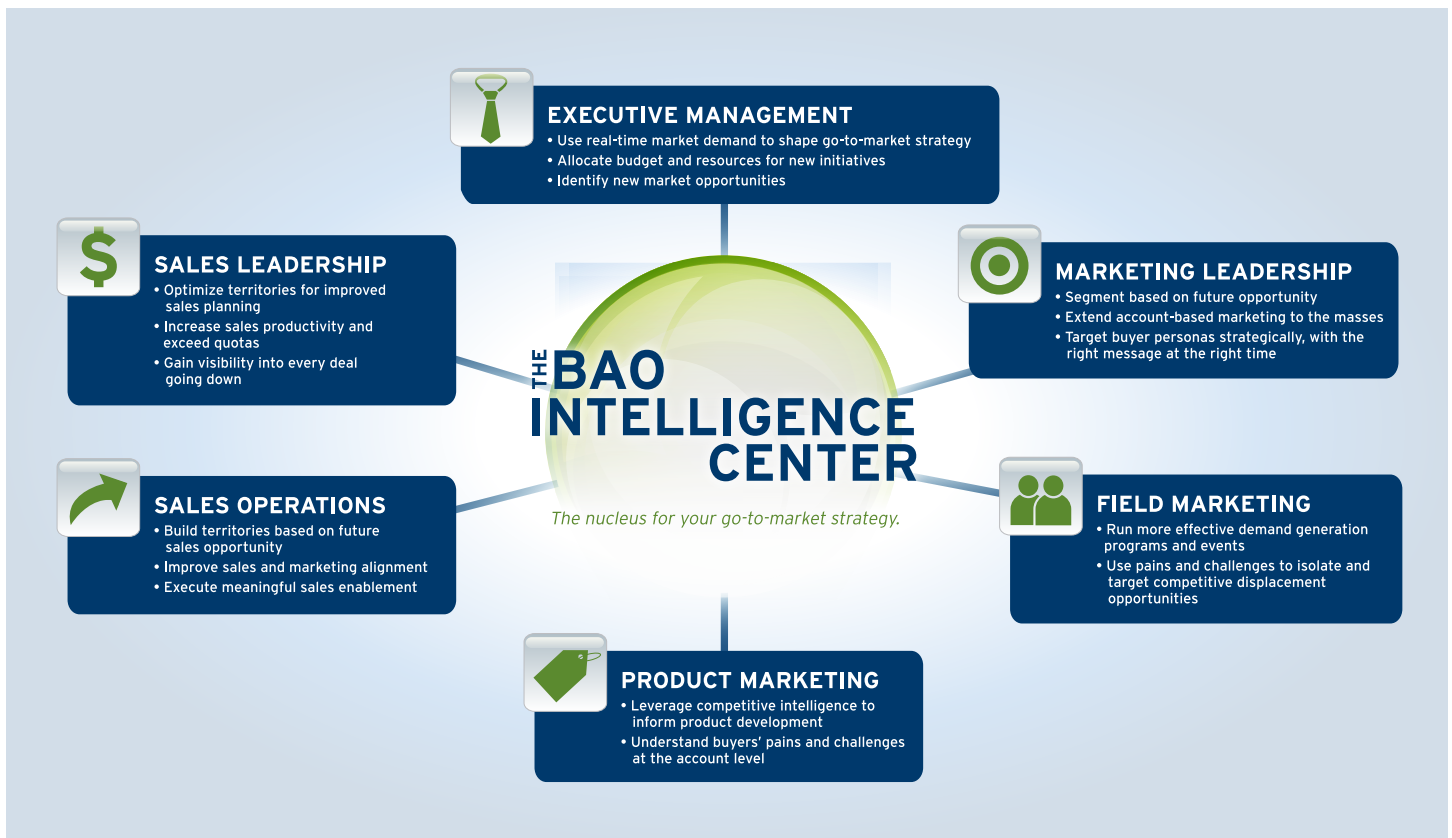 EXECUTIVE MANAGEMENT
• Use real-time market demand to shape go-to-market strategy
• Allocate budget and resources for new initiatives
• Identify new market opportunities
SALES LEADERSHIP
• Optimize territories for improved
sales planning
• Increase sales productivity and
exceed quotas
• Gain visibility into every deal
going down
MARKETING LEADERSHIP
• Segment based on future opportunity
• Extend account-based marketing to the masses
• Target buyer personas strategically, with the
right message at the right time
THE BAO
INTELLIGENCE
CENTER
The nucleus for your go-to-market strategy.
SALES OPERATIONS
• Build territories based on future
sales opportunity
• Improve sales and marketing alignment
• Execute meaningful sales enablement
FIELD MARKETING
• Run more effective demand generation
programs and events
• Use pains and challenges to isolate and
target competitive displacement
opportunities
PRODUCT MARKETING
• Leverage competitive intelligence to
inform product development
• Understand buyers’ pains and challenges
at the account level